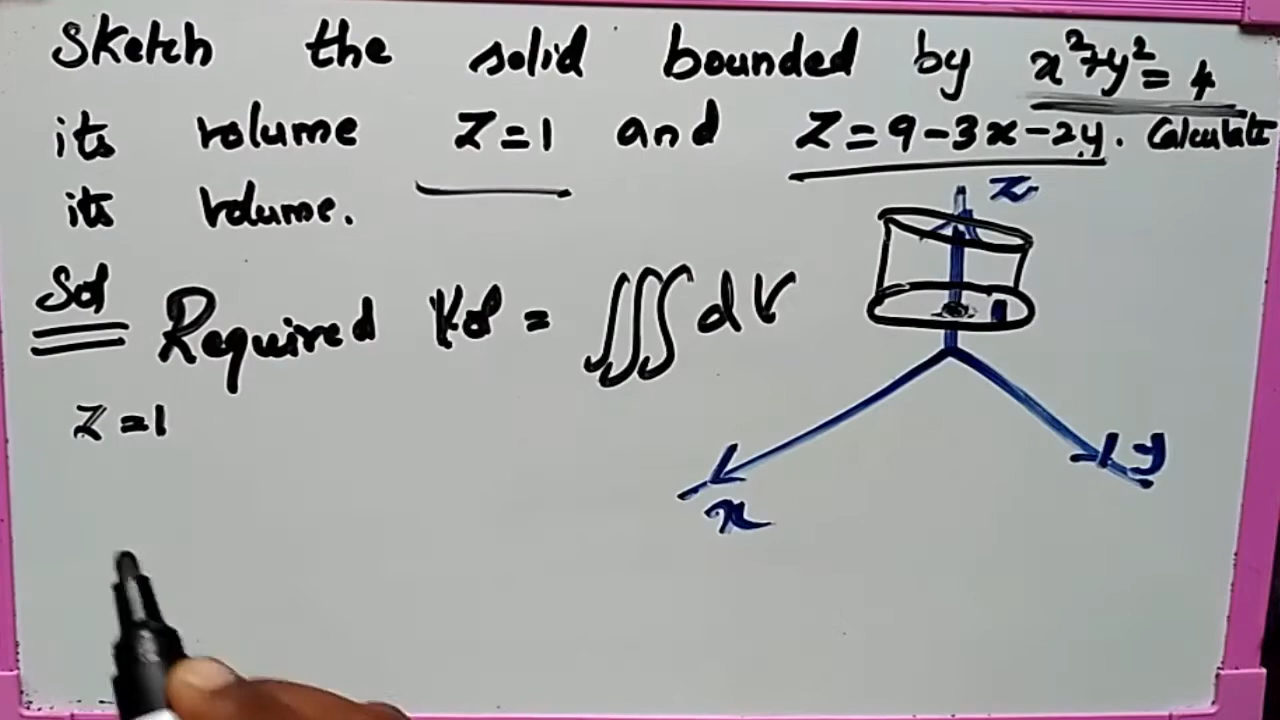 Sketch the solid bounded by x²+y²=4
its volume z=1 and z=9-3x-2y. Calculate
its volume.
Sol
Required Vol = ∭dV
z=1
z
x
y